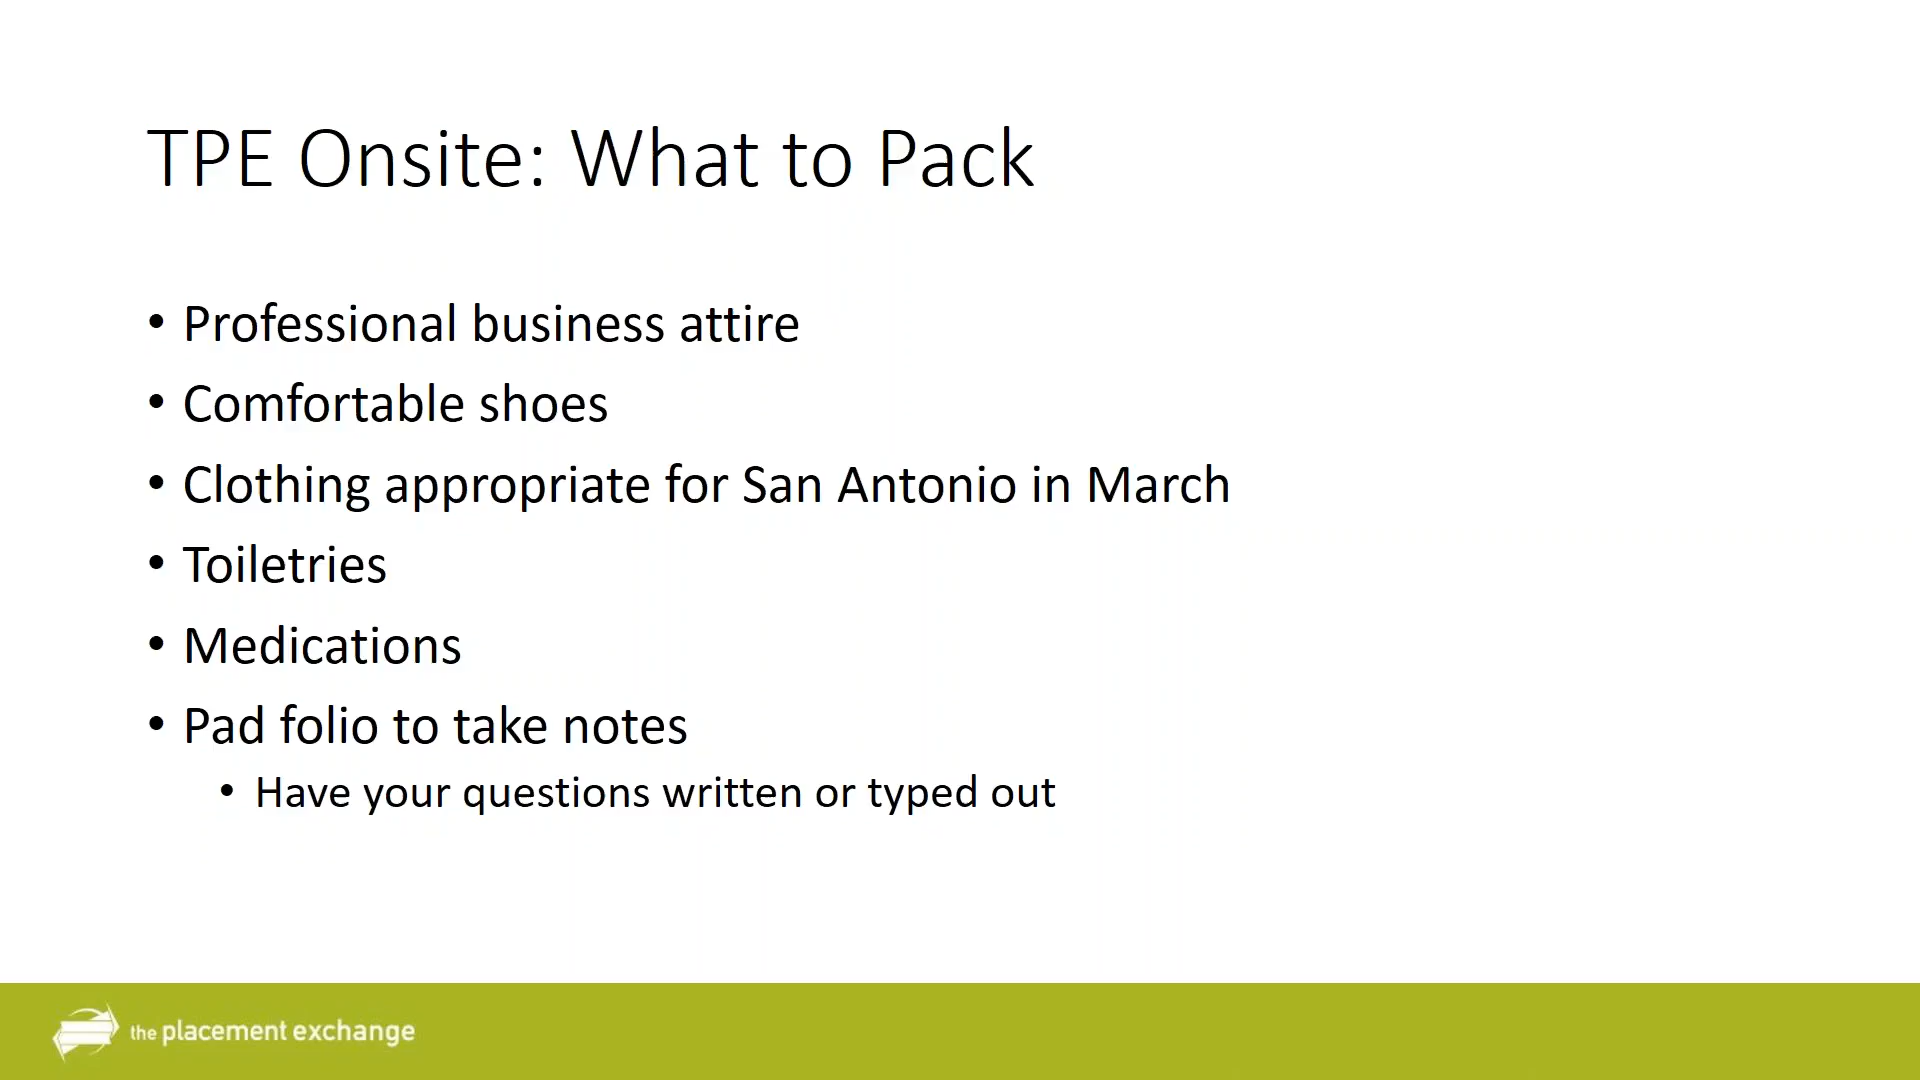 TPE Onsite: What to Pack
• Professional business attire
• Comfortable shoes
• Clothing appropriate for San Antonio in March
• Toiletries
• Medications
• Pad folio to take notes
• Have your questions written or typed out
the placement exchange